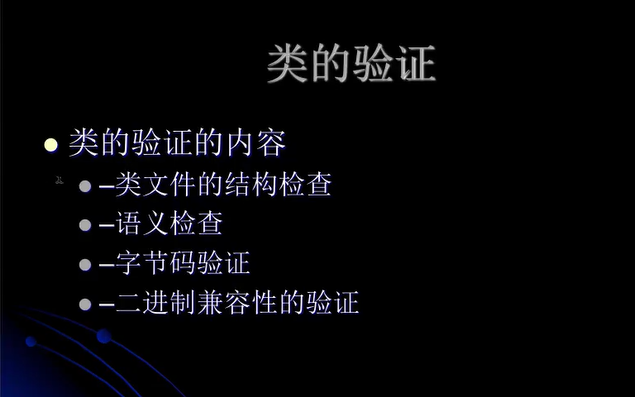 类的验证
类的验证的内容
–类文件的结构检查
–语义检查
–字节码验证
–二进制兼容性的验证